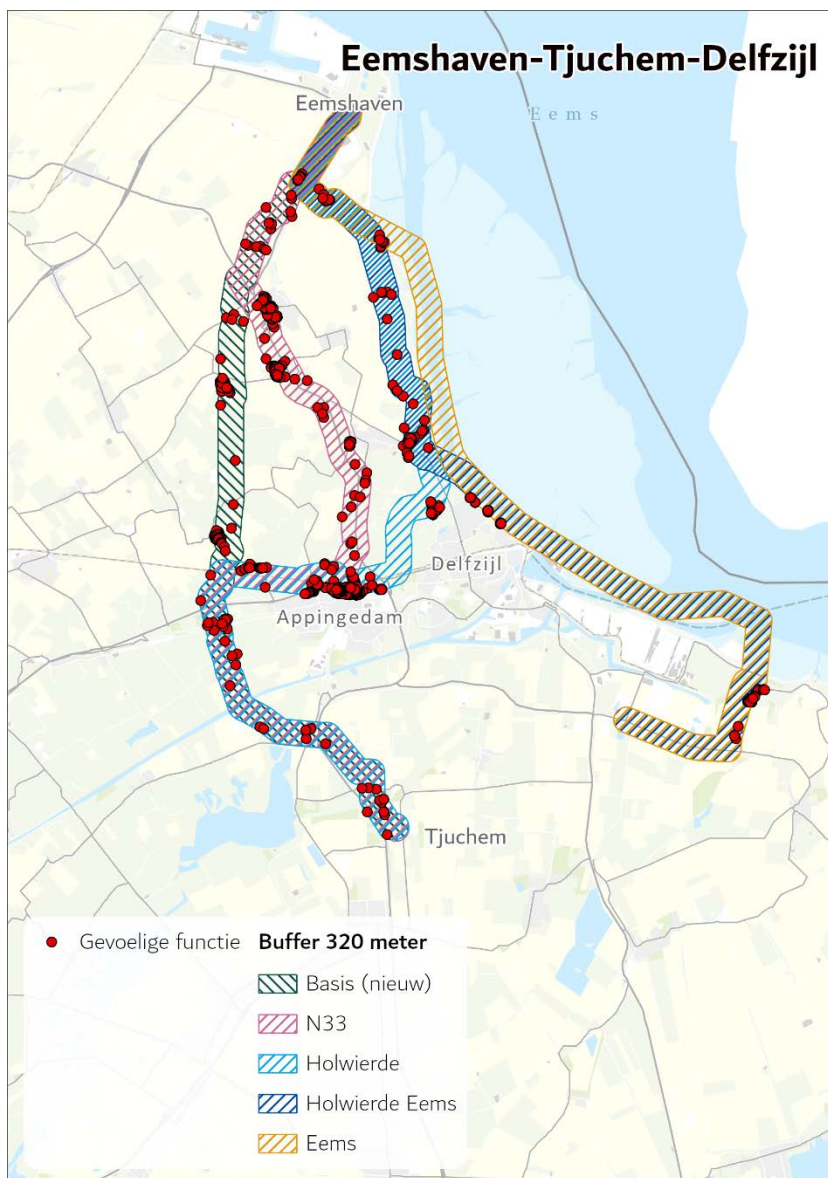 Eemshaven-Tjuchem-Delfzijl
Eemshaven
Eems
Delfzijl
Appingedam
Tjuchem
Gevoelige functie
Buffer 320 meter
Basis (nieuw)
N33
Holwierde
Holwierde Eems
Eems